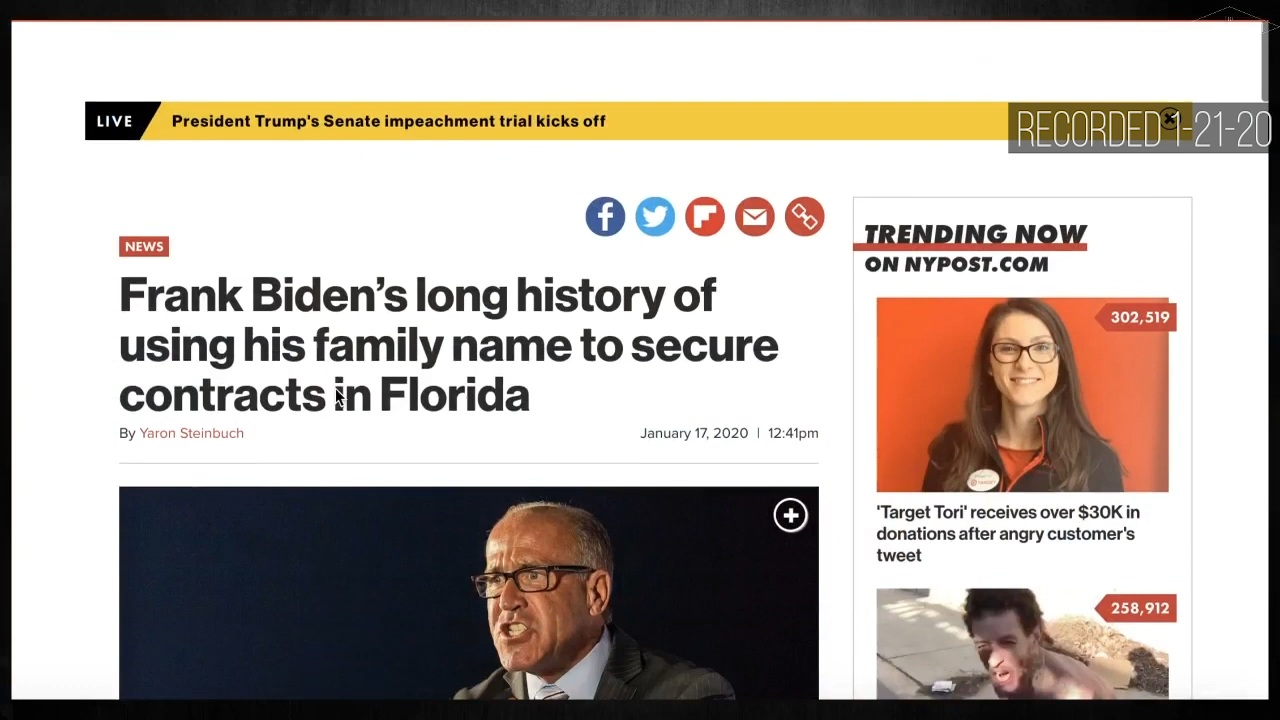 LIVE
President Trump's Senate impeachment trial kicks off
RECORDED 1-21-20
NEWS
Frank Biden's long history of
using his family name to secure
contracts in Florida
By Yaron Steinbuch
January 17, 2020 | 12:41pm
TRENDING NOW
ON NYPOST.COM
302,519
'Target Tori' receives over $30K in
donations after angry customer's
tweet
258,912